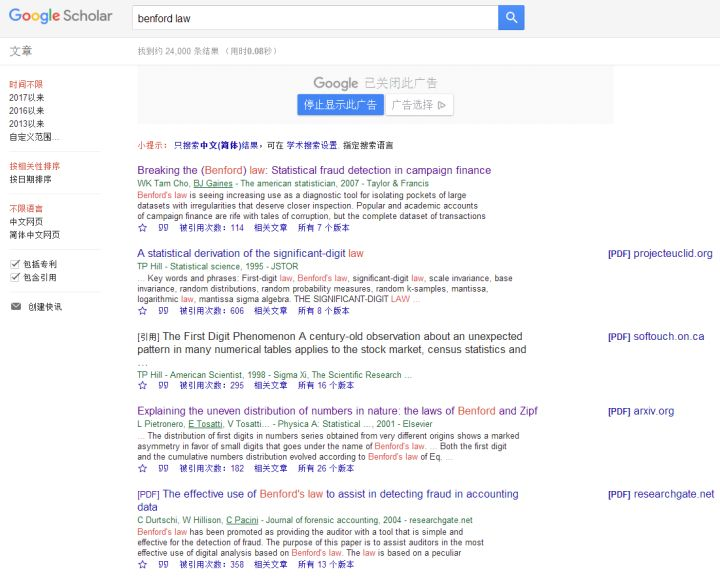 Google Scholar
benford law
文章
找到约 24,000 条结果 （用时0.08秒）
时间不限
2017以来
2016以来
2013以来
自定义范围...
按相关性排序
按日期排序
不限语言
中文网页
简体中文网页
包括专利
包含引用
创建快讯
Google 已关闭此广告
停止显示此广告
广告选择
小提示： 只搜索中文(简体)结果，可在 学术搜索设置. 指定搜索语言
Breaking the (Benford) law: Statistical fraud detection in campaign finance
WK Tam Cho, BJ Gaines - The american statistician, 2007 - Taylor & Francis
Benford's law is seeing increasing use as a diagnostic tool for isolating pockets of large
datasets with irregularities that deserve closer inspection. Popular and academic accounts
of campaign finance are rife with tales of corruption, but the complete dataset of transactions
被引用次数：114 相关文章 所有 7 个版本
A statistical derivation of the significant-digit law
[PDF] projecteuclid.org
TP Hill - Statistical science, 1995 - JSTOR
... Key words and phrases: First-digit law, Benford's law, significant-digit law, scale invariance, base
invariance, random distributions, random probability measures, random k-samples, mantissa,
logarithmic law, mantissa sigma algebra. THE SIGNIFICANT-DIGIT LAW ...
被引用次数：606 相关文章 所有 8 个版本
[引用] The First Digit Phenomenon A century-old observation about an unexpected
[PDF] softouch.on.ca
pattern in many numerical tables applies to the stock market, census statistics and
...
TP Hill - American Scientist, 1998 - Sigma Xi, The Scientific Research ...
被引用次数：295 相关文章 所有 16 个版本
Explaining the uneven distribution of numbers in nature: the laws of Benford and Zipf
[PDF] arxiv.org
L Pietronero, E Tosatti, V Tosatti... - Physica A: Statistical ..., 2001 - Elsevier
... The distribution of first digits in numbers series obtained from very different origins shows a marked
asymmetry in favor of small digits that goes under the name of Benford's law. ... Both the first digit
and the cumulative numbers distribution evolved according to Benford's law of Eq. ...
被引用次数：182 相关文章 所有 26 个版本
[PDF] The effective use of Benford's law to assist in detecting fraud in accounting
[PDF] researchgate.net
data
C Durtschi, W Hillison, C Pacini - Journal of forensic accounting, 2004 - researchgate.net
Benford's law has been promoted as providing the auditor with a tool that is simple and
effective for the detection of fraud. The purpose of this paper is to assist auditors in the most
effective use of digital analysis based on Benford's law. The law is based on a peculiar
被引用次数：358 相关文章 所有 13 个版本